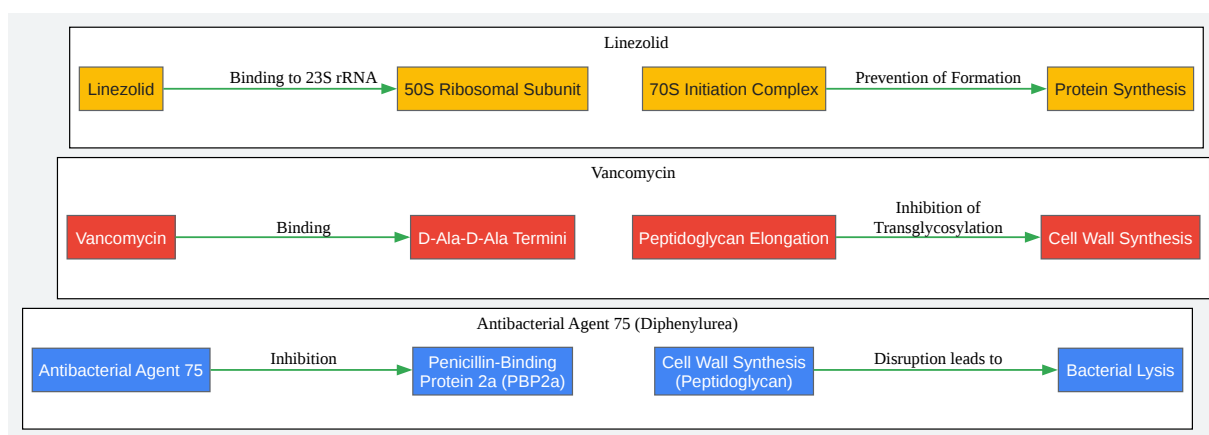 Linezolid
Linezolid
Binding to 23S rRNA
50S Ribosomal Subunit
70S Initiation Complex
Prevention of Formation
Protein Synthesis
Vancomycin
Vancomycin
Binding
D-Ala-D-Ala Termini
Peptidoglycan Elongation
Inhibition of
Transglycosylation
Cell Wall Synthesis
Antibacterial Agent 75 (Diphenylurea)
Antibacterial Agent 75
Inhibition
Penicillin-Binding
Protein 2a (PBP2a)
Cell Wall Synthesis
(Peptidoglycan)
Disruption leads to
Bacterial Lysis